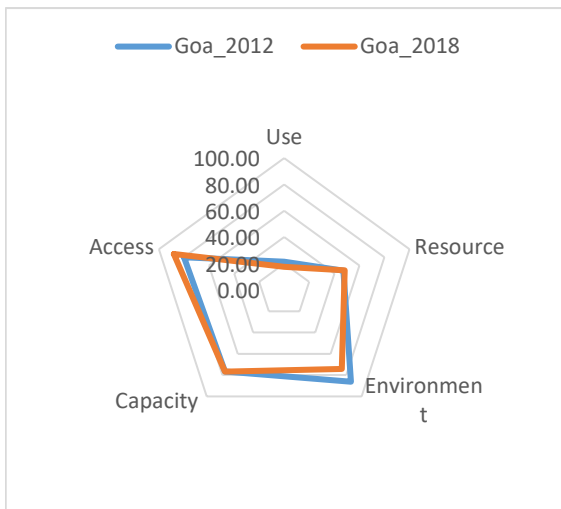 Goa_2012 Goa_2018
Use
100.00
80.00
60.00
40.00
20.00
0.00
Access
Resource
Capacity
Environmen
t